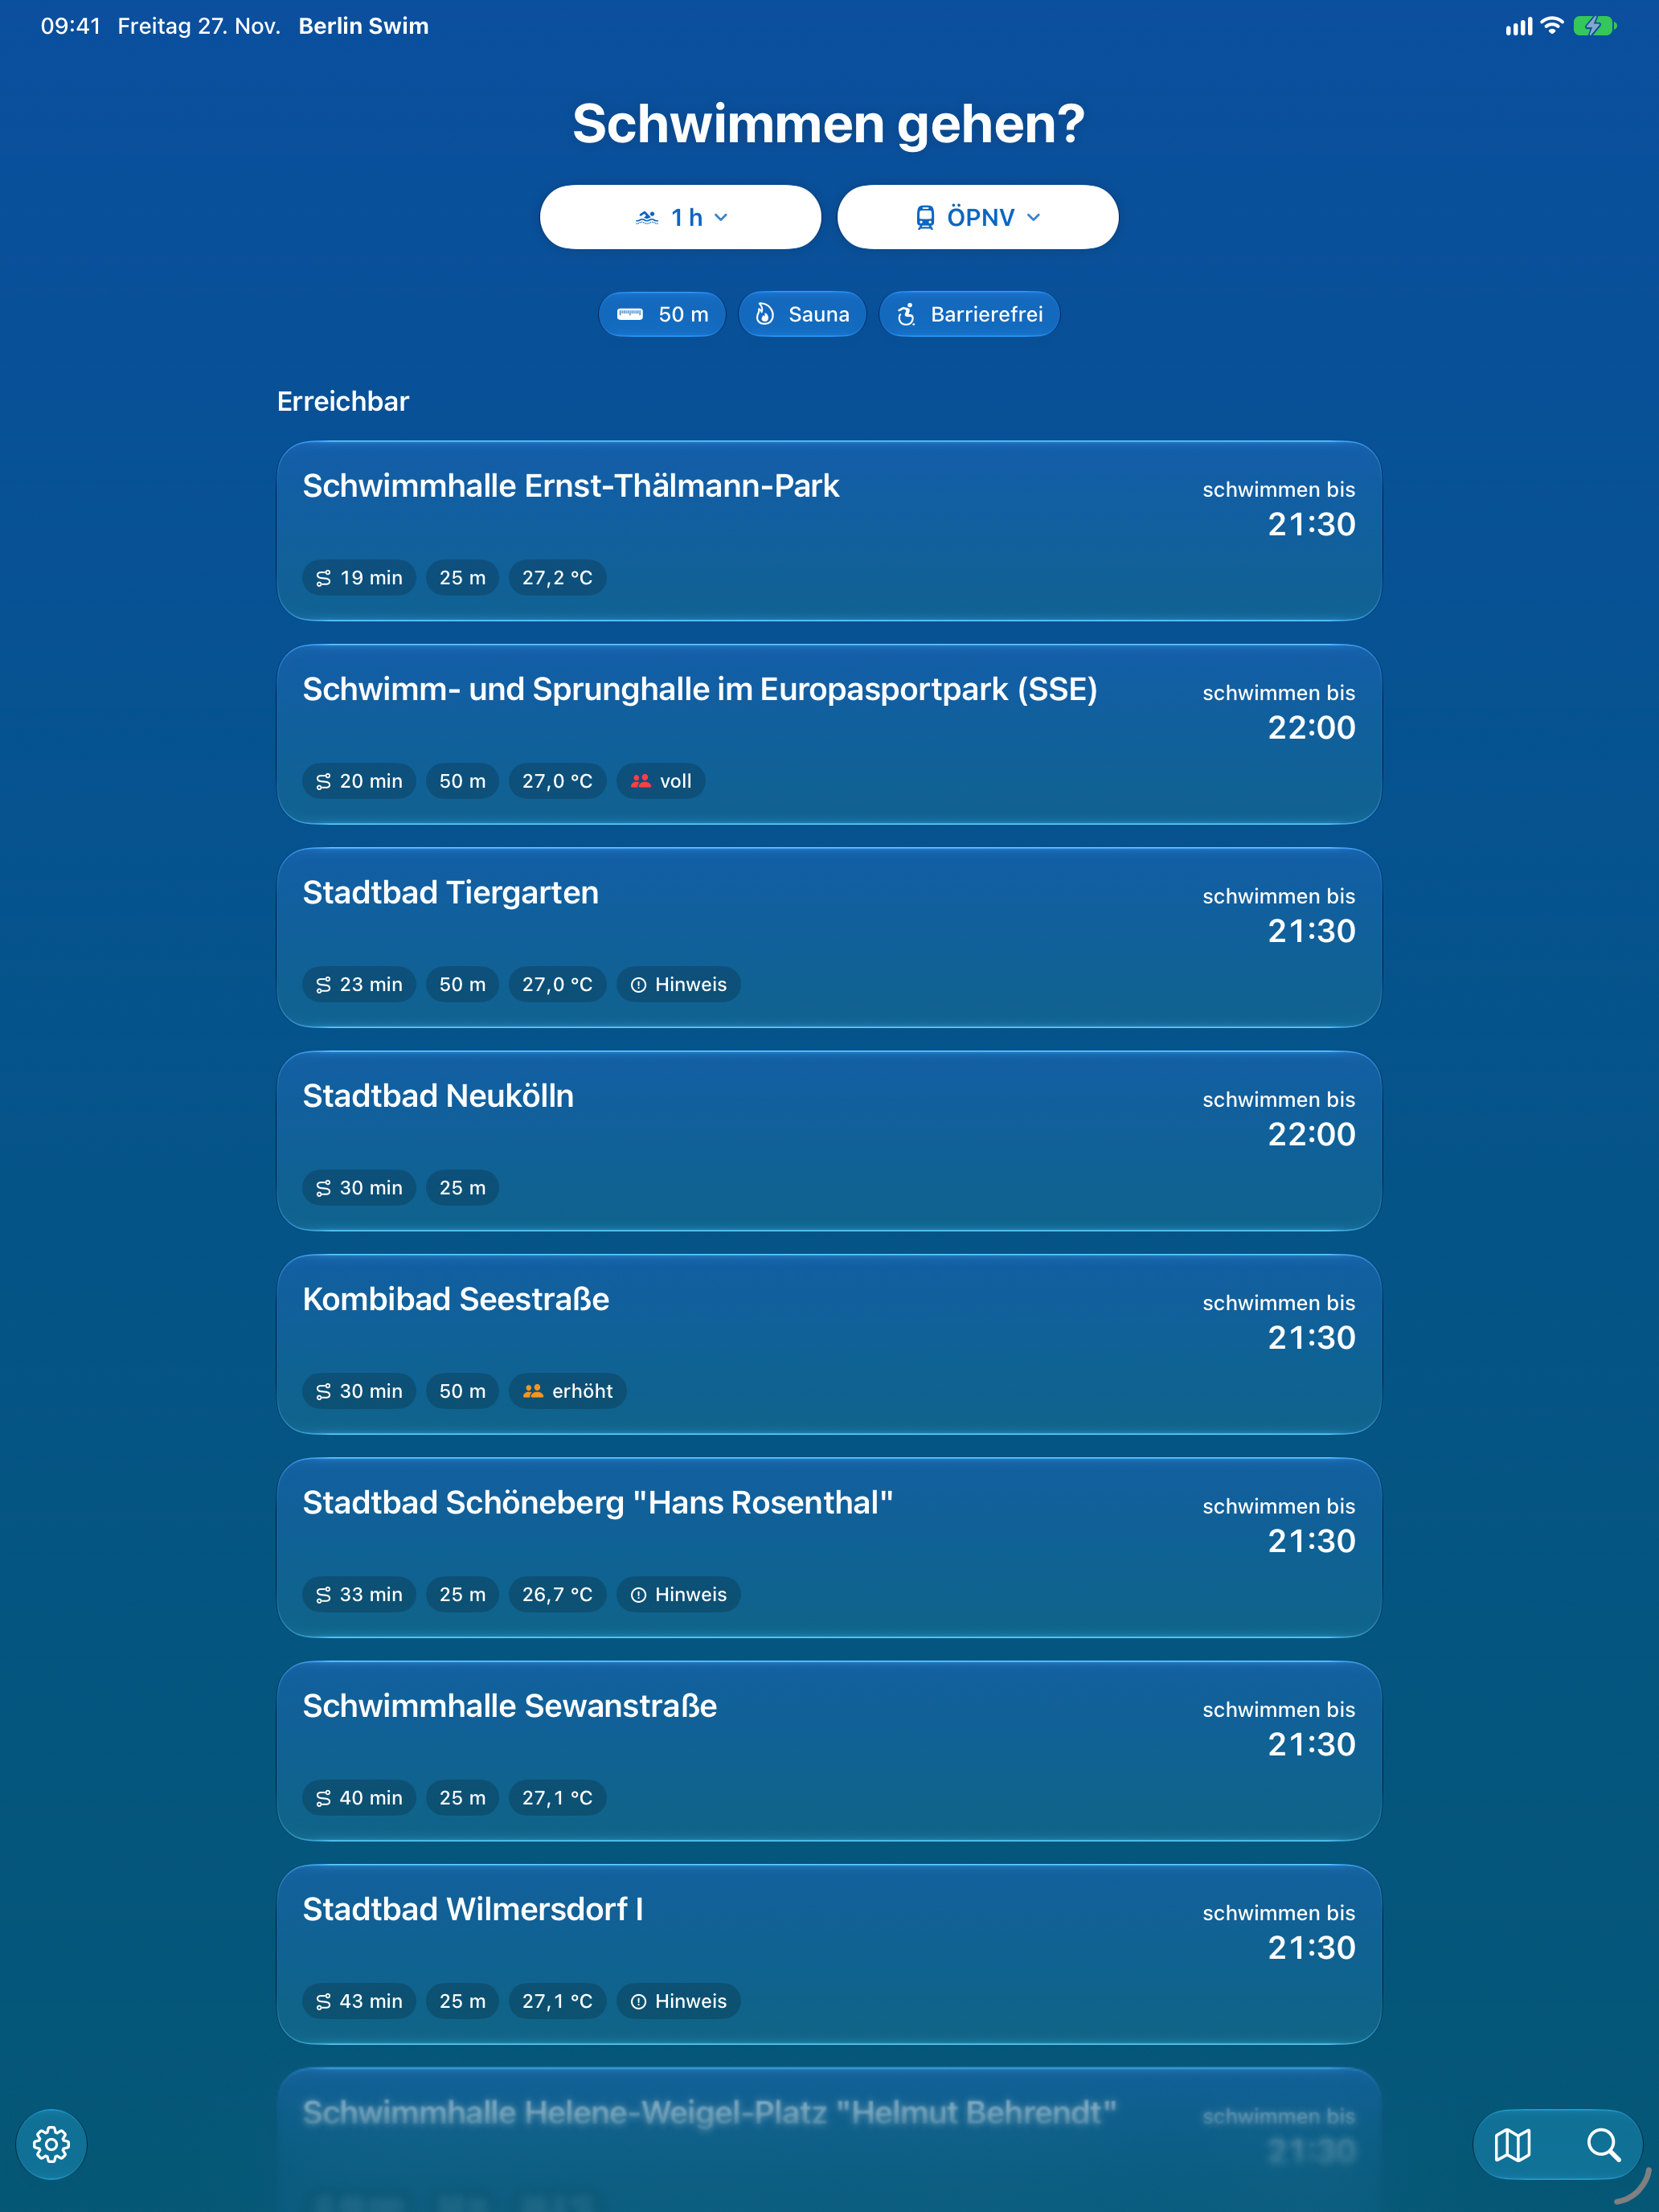 09:41 Freitag 27. Nov. Berlin Swim
Schwimmen gehen?
1 h
ÖPNV
50 m
Sauna
Barrierefrei
Erreichbar
Schwimmhalle Ernst-Thälmann-Park
schwimmen bis
21:30
19 min
25 m
27,2 °C
Schwimm- und Sprunghalle im Europasportpark (SSE)
schwimmen bis
22:00
20 min
50 m
27,0 °C
voll
Stadtbad Tiergarten
schwimmen bis
21:30
23 min
50 m
27,0 °C
Hinweis
Stadtbad Neukölln
schwimmen bis
22:00
30 min
25 m
Kombibad Seestraße
schwimmen bis
21:30
30 min
50 m
erhöht
Stadtbad Schöneberg "Hans Rosenthal"
schwimmen bis
21:30
33 min
25 m
26,7 °C
Hinweis
Schwimmhalle Sewanstraße
schwimmen bis
21:30
40 min
25 m
27,1 °C
Stadtbad Wilmersdorf I
schwimmen bis
21:30
43 min
25 m
27,1 °C
Hinweis
Schwimmhalle Helene-Weigel-Platz "Helmut Behrendt"
schwimmen bis
21:30